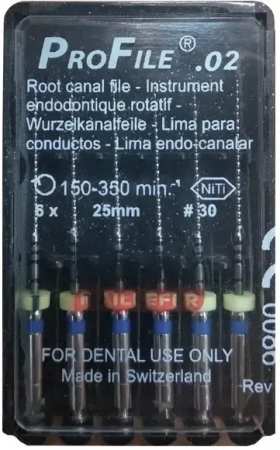 PROFILE® .02
Root canal file - Instrument
endodontique rotatif -
Wurzelkanalfeile - Lima para
conductos - Lima endo-canalar
150-350 min.⁻¹ NiTi
6 x 25mm # 30
FOR DENTAL USE ONLY
Made in Switzerland
Rev